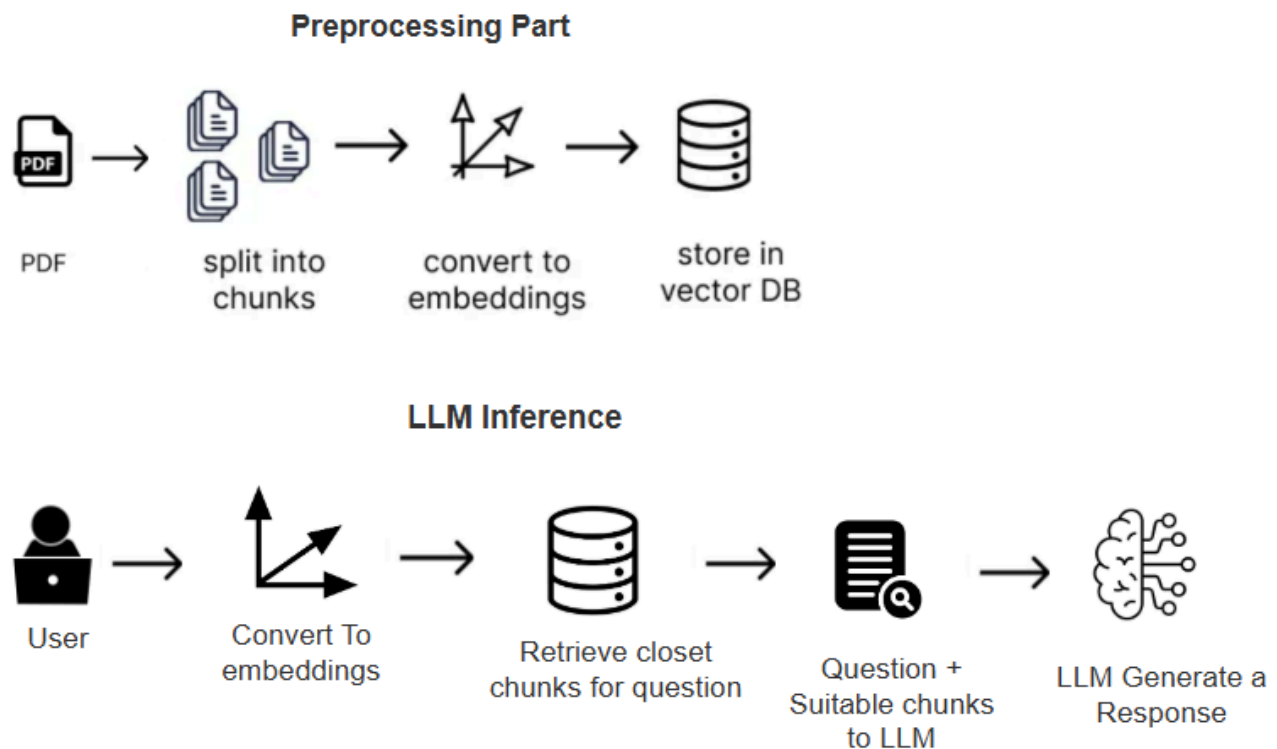 Preprocessing Part
PDF
PDF
split into
chunks
convert to
embeddings
store in
vector DB
LLM Inference
User
Convert To
embeddings
Retrieve closet
chunks for question
Question +
Suitable chunks
to LLM
LLM Generate a
Response